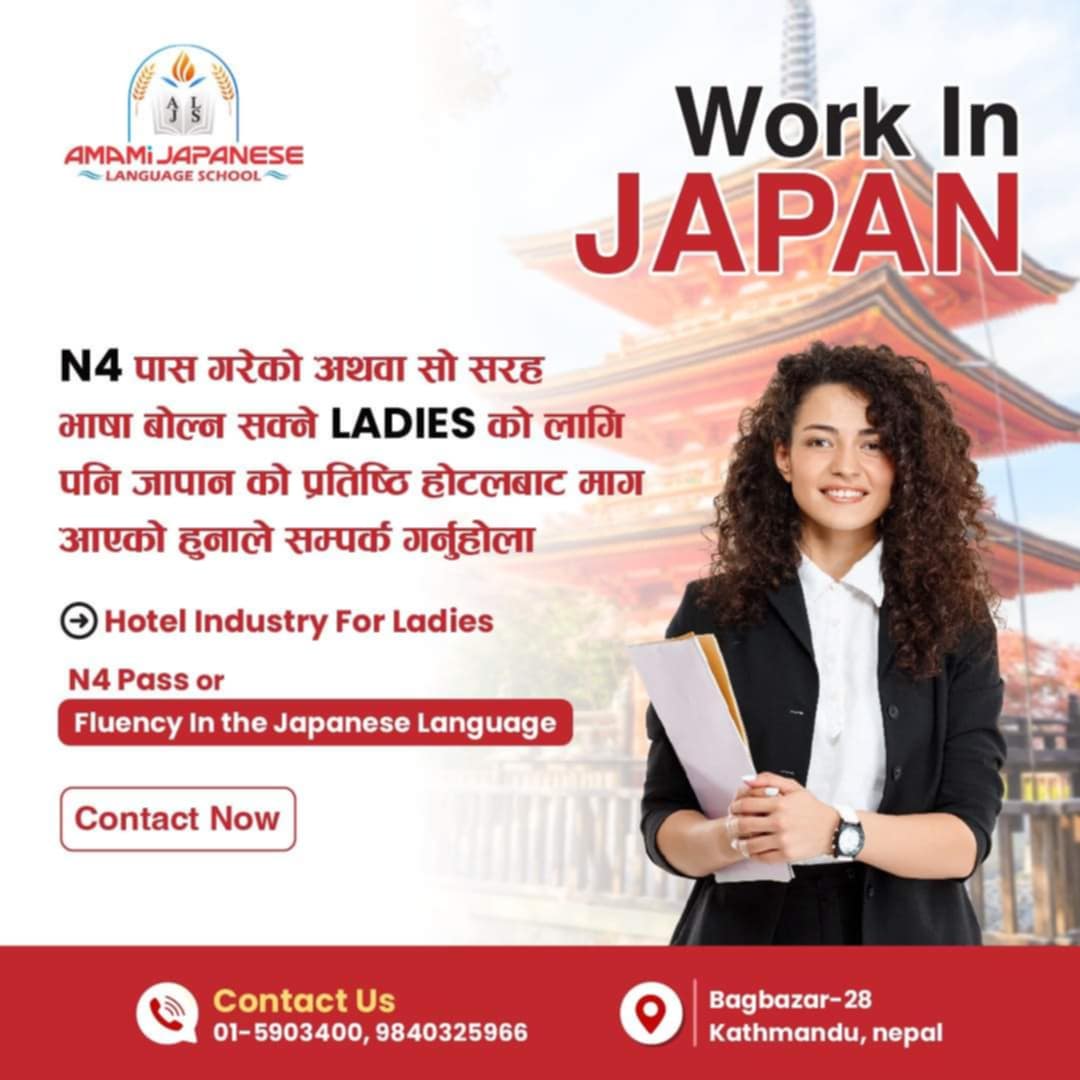 A L
J S
AMAMi JAPANESE
LANGUAGE SCHOOL
Work In
JAPAN
N4 पास गरेको अथवा सो सरह
भाषा बोल्न सक्ने LADIES को लागि
पनि जापान को प्रतिष्ठि होटलबाट माग
आएको हुनाले सम्पर्क गर्नुहोला
Hotel Industry For Ladies
N4 Pass or
Fluency In the Japanese Language
Contact Now
Contact Us
01-5903400, 9840325966
Bagbazar-28
Kathmandu, nepal